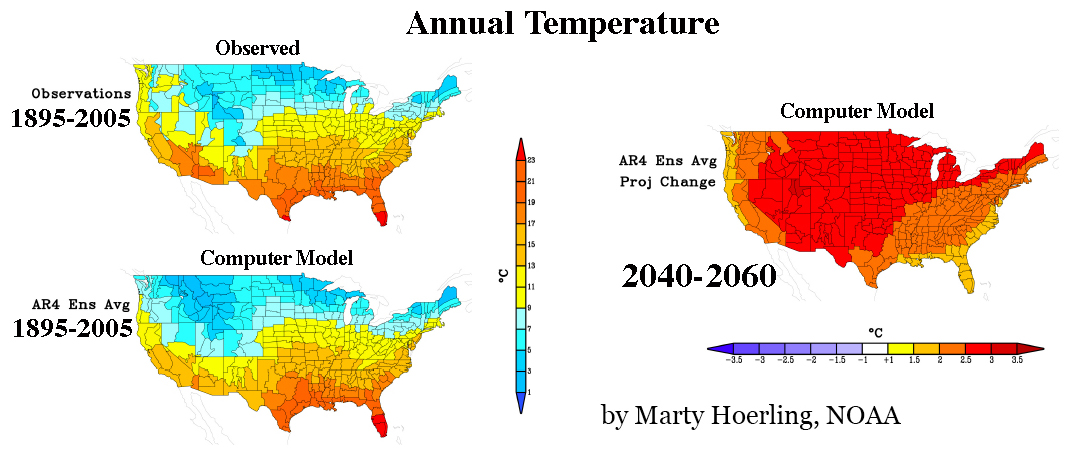 Annual Temperature
Observed
Observations
1895-2005
Computer Model
AR4 Ens Avg
1895-2005
°C
23
21
19
17
15
13
11
9
7
5
3
1
Computer Model
AR4 Ens Avg
Proj Change
2040-2060
°C
-3.5 -3 -2.5 -2 -1.5 -1 +1 1.5 2 2.5 3 3.5
by Marty Hoerling, NOAA